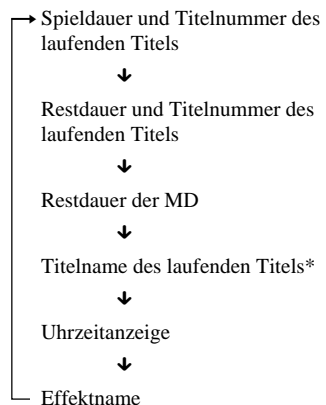 Spieldauer und Titelnummer des
laufenden Titels
Restdauer und Titelnummer des
laufenden Titels
Restdauer der MD
Titelname des laufenden Titels*
Uhrzeitanzeige
Effektname